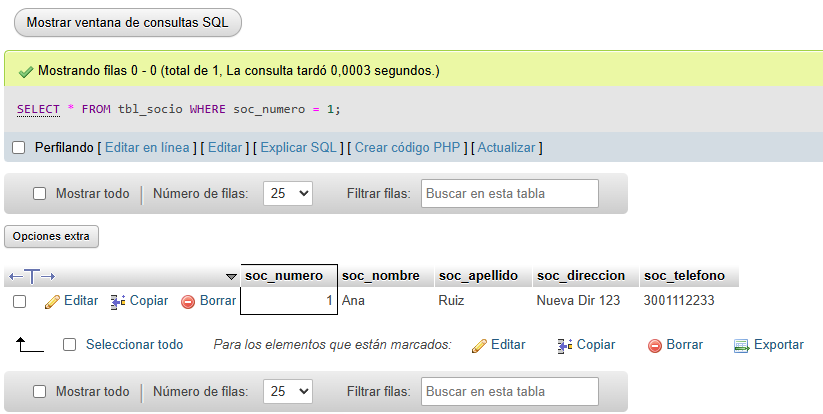 Mostrar ventana de consultas SQL
Mostrando filas 0 - 0 (total de 1, La consulta tardó 0,0003 segundos.)
SELECT * FROM tbl_socio WHERE soc_numero = 1;
Perfilando [ Editar en línea ] [ Editar ] [ Explicar SQL ] [ Crear código PHP ] [ Actualizar ]
Mostrar todo Número de filas: 25 Filtrar filas: Buscar en esta tabla
Opciones extra
soc_numero soc_nombre soc_apellido soc_direccion soc_telefono
Editar Copiar Borrar 1 Ana Ruiz Nueva Dir 123 3001112233
Seleccionar todo Para los elementos que están marcados: Editar Copiar Borrar Exportar
Mostrar todo Número de filas: 25 Filtrar filas: Buscar en esta tabla